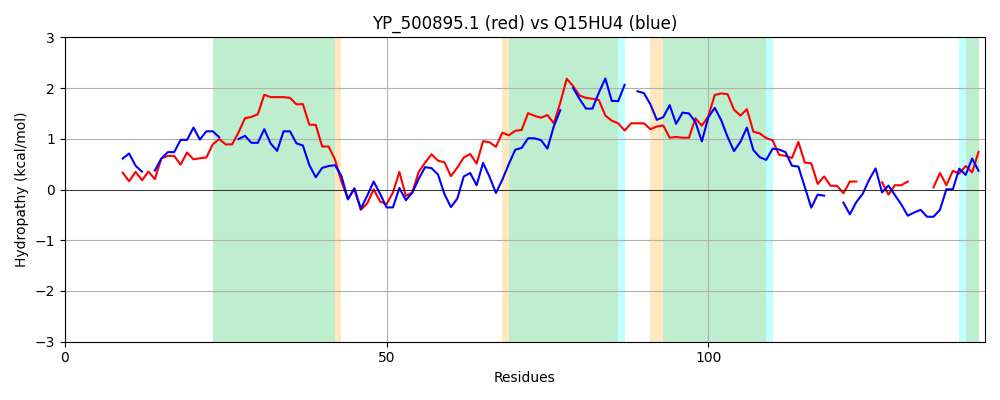 YP_500895.1 (red) vs Q15HU4 (blue)
3
2
1
0
−1
−2
−3
Hydropathy (kcal/mol)
0 50 100
Residues